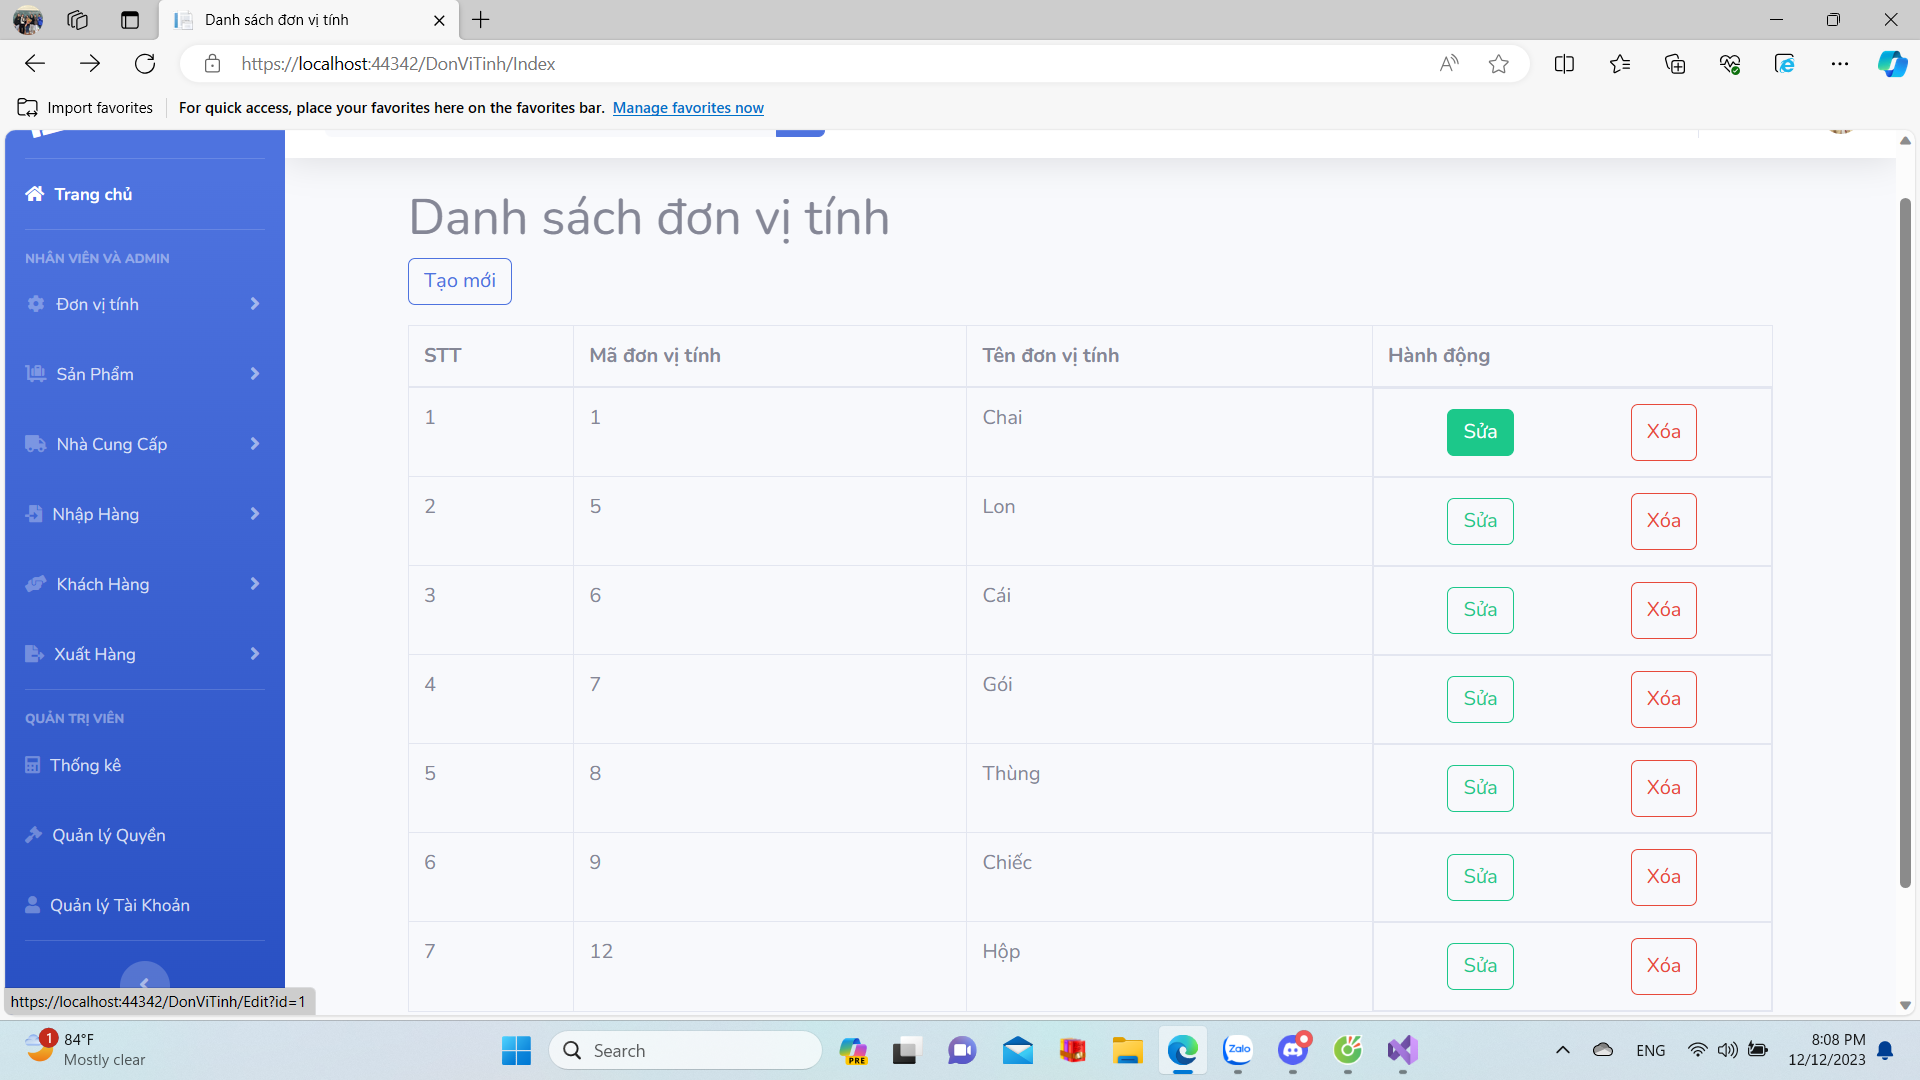 Danh sách đơn vị tính
https://localhost:44342/DonViTinh/Index
Import favorites
For quick access, place your favorites here on the favorites bar. Manage favorites now
Trang chủ
NHÂN VIÊN VÀ ADMIN
Đơn vị tính
Sản Phẩm
Nhà Cung Cấp
Nhập Hàng
Khách Hàng
Xuất Hàng
QUẢN TRỊ VIÊN
Thống kê
Quản lý Quyền
Quản lý Tài Khoản
https://localhost:44342/DonViTinh/Edit?id=1
Danh sách đơn vị tính
Tạo mới
STT Mã đơn vị tính Tên đơn vị tính Hành động
1 1 Chai Sửa Xóa
2 5 Lon Sửa Xóa
3 6 Cái Sửa Xóa
4 7 Gói Sửa Xóa
5 8 Thùng Sửa Xóa
6 9 Chiếc Sửa Xóa
7 12 Hộp Sửa Xóa
1
84°F
Mostly clear
Search
PRE
Zalo
ENG
8:08 PM
12/12/2023